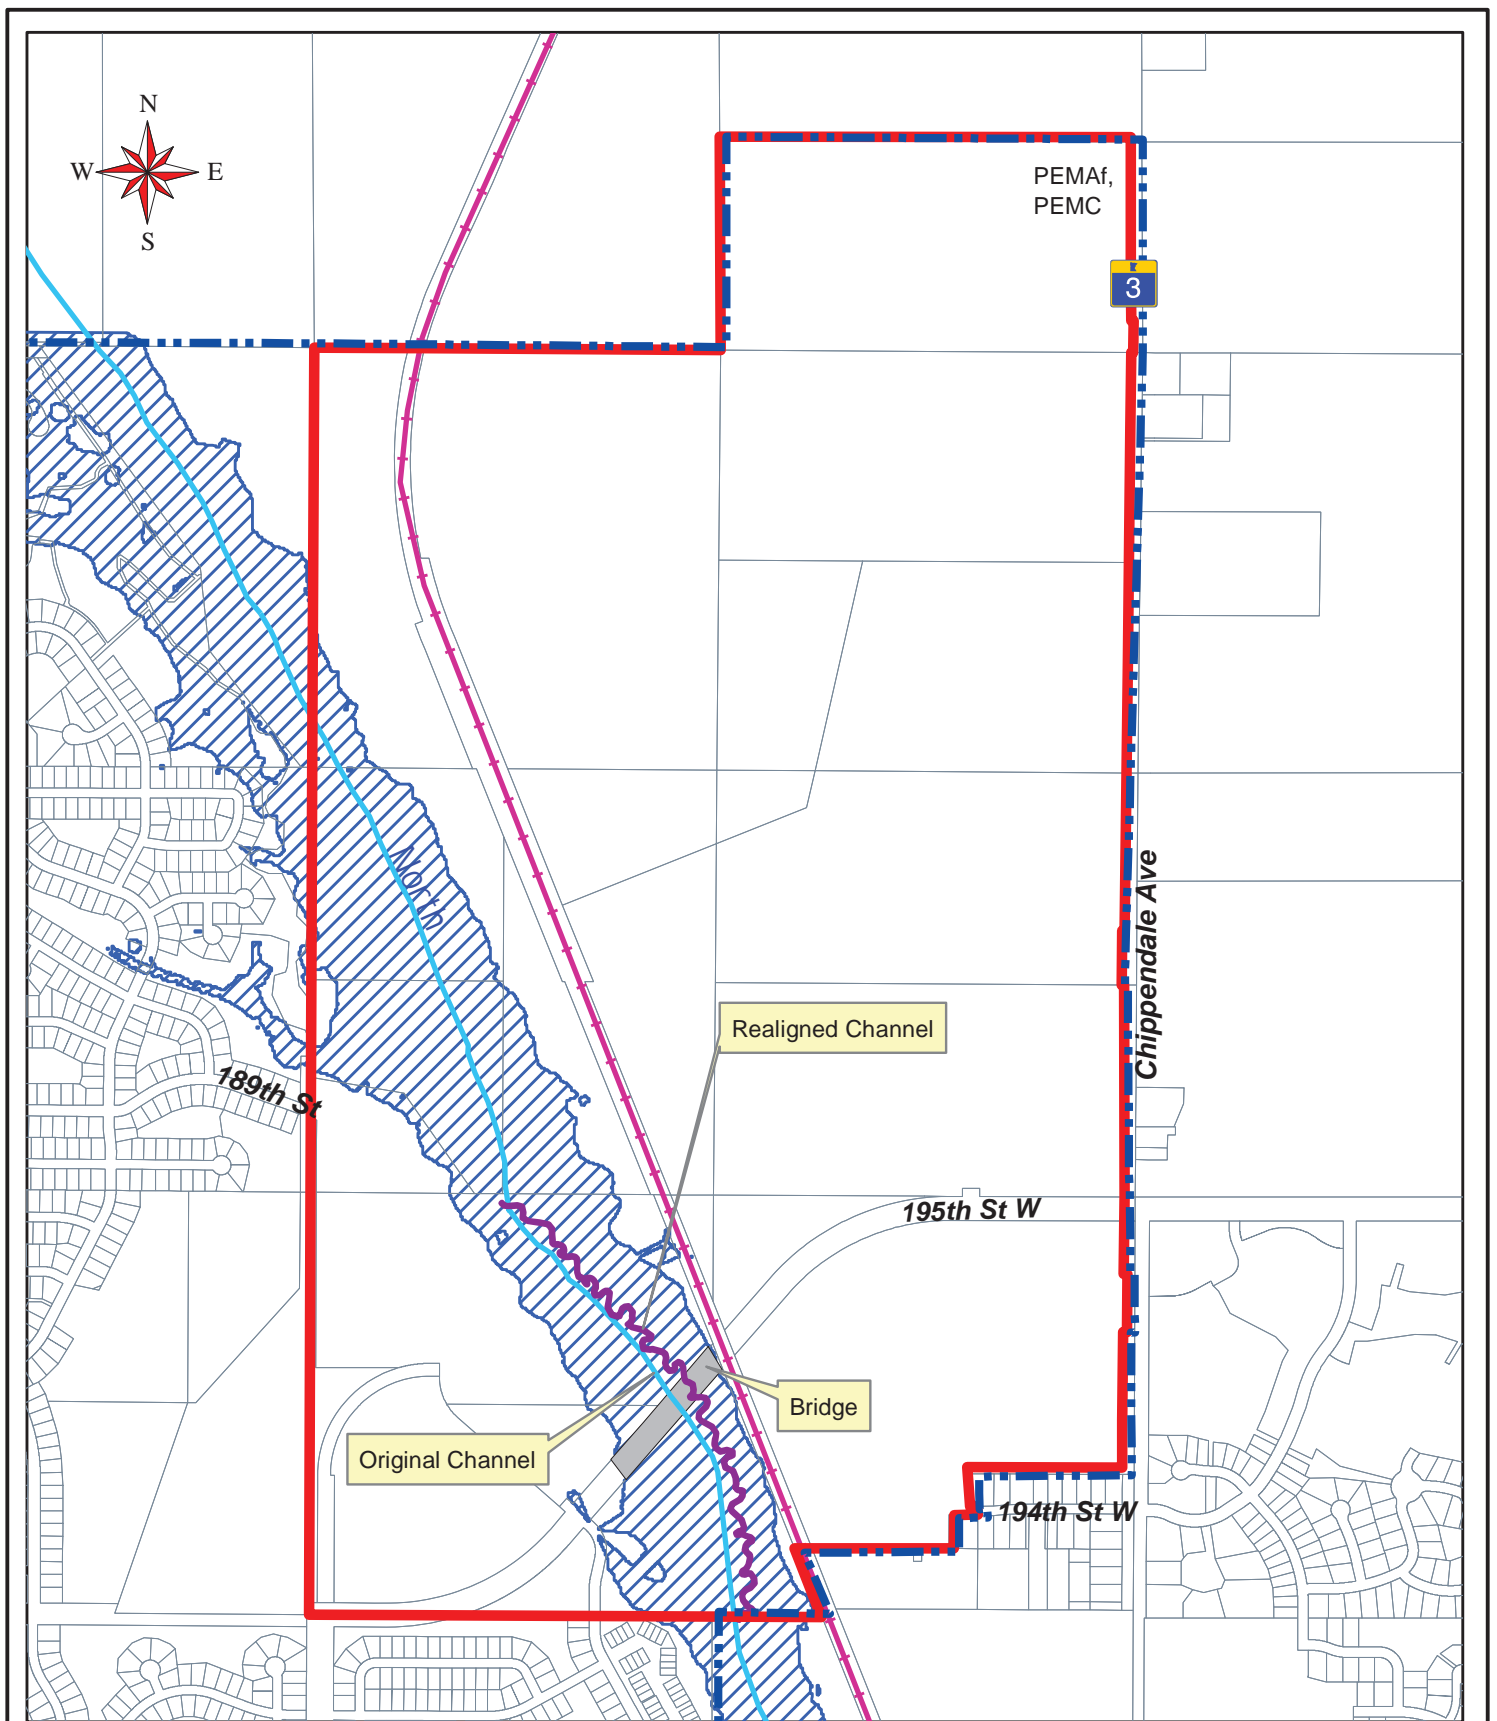 N
W E
S
PEMAf,
PEMC
3
North
Chippendale Ave
Realigned Channel
189th St
195th St W
Bridge
Original Channel
194th St W